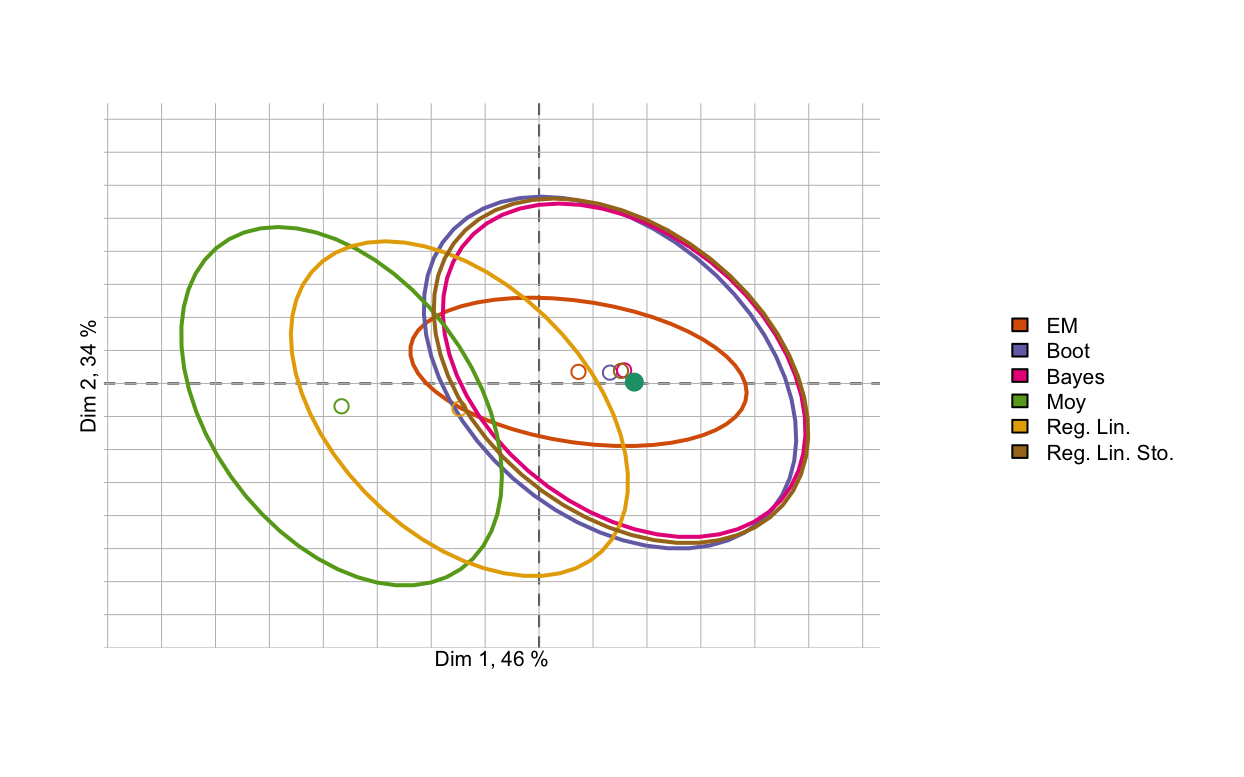 Dim 2, 34 %
Dim 1, 46 %
EM
Boot
Bayes
Moy
Reg. Lin.
Reg. Lin. Sto.